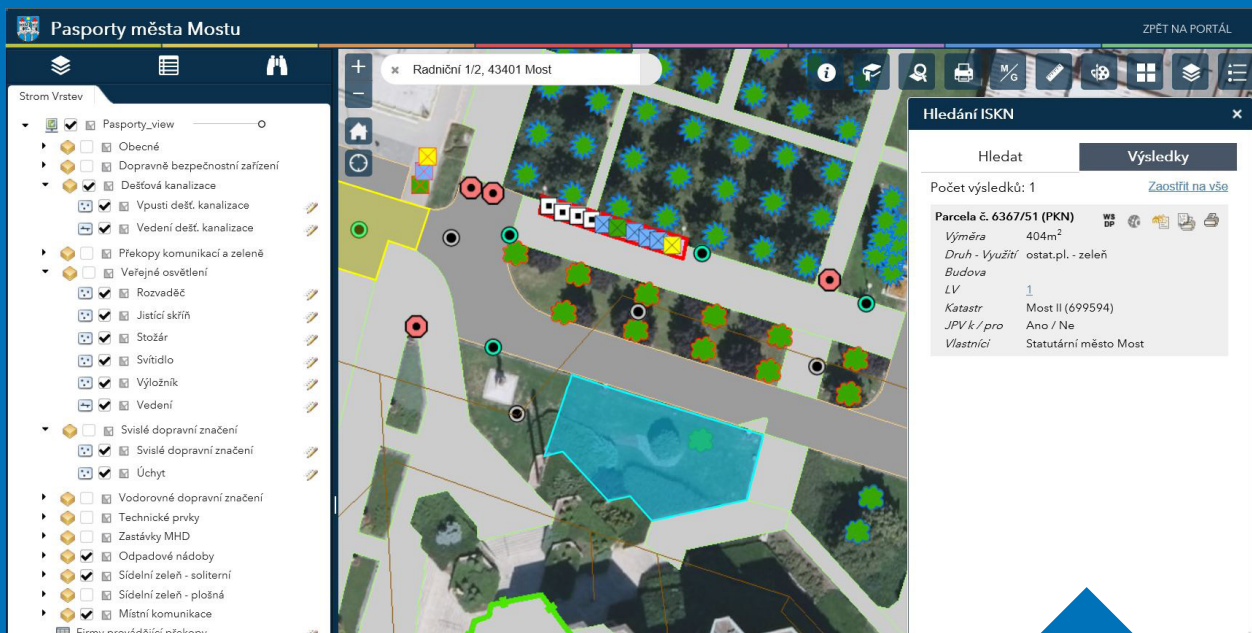 Pasporty města Mostu
ZPĚT NA PORTÁL
Strom Vrstev
Pasporty_view
Obecné
Dopravně bezpečnostní zařízení
Dešťová kanalizace
Vpusti dešť. kanalizace
Vedení dešť. kanalizace
Překopy komunikací a zeleně
Veřejné osvětlení
Rozvaděč
Jistící skříň
Stožár
Svítidlo
Výložník
Vedení
Svislé dopravní značení
Svislé dopravní značení
Úchyt
Vodorovné dopravní značení
Technické prvky
Zastávky MHD
Odpadové nádoby
Sídelní zeleň - soliterní
Sídelní zeleň - plošná
Místní komunikace
Firmy provádějící překopy
+
−
× Radniční 1/2, 43401 Most
M/G
Hledání ISKN ×
Hledat Výsledky
Počet výsledků: 1 Zaostřit na vše
Parcela č. 6367/51 (PKN) WS DP
Výměra 404m²
Druh - Využití ostat.pl. - zeleň
Budova
LV 1
Katastr Most II (699594)
JPV k / pro Ano / Ne
Vlastníci Statutární město Most